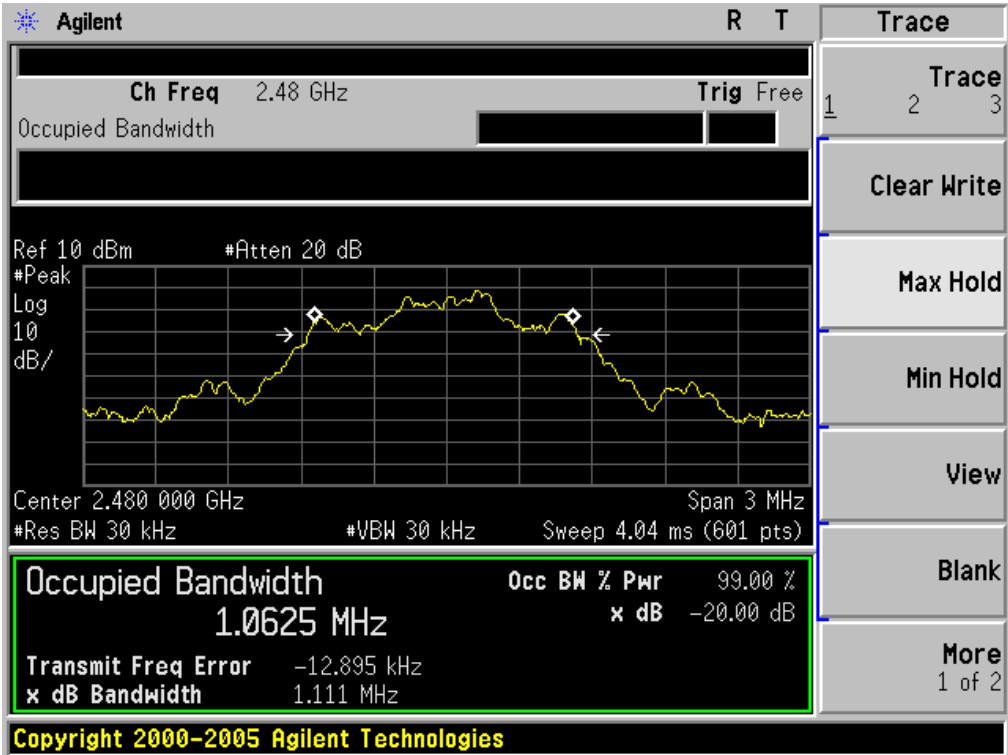 Agilent R T
Ch Freq 2.48 GHz Trig Free
Occupied Bandwidth
Ref 10 dBm #Atten 20 dB
#Peak
Log
10
dB/
Center 2.480 000 GHz Span 3 MHz
#Res BW 30 kHz #VBW 30 kHz Sweep 4.04 ms (601 pts)
Occupied Bandwidth Occ BW % Pwr 99.00 %
1.0625 MHz x dB -20.00 dB
Transmit Freq Error -12.895 kHz
x dB Bandwidth 1.111 MHz
Copyright 2000-2005 Agilent Technologies
Trace
Trace
1 2 3
Clear Write
Max Hold
Min Hold
View
Blank
More
1 of 2